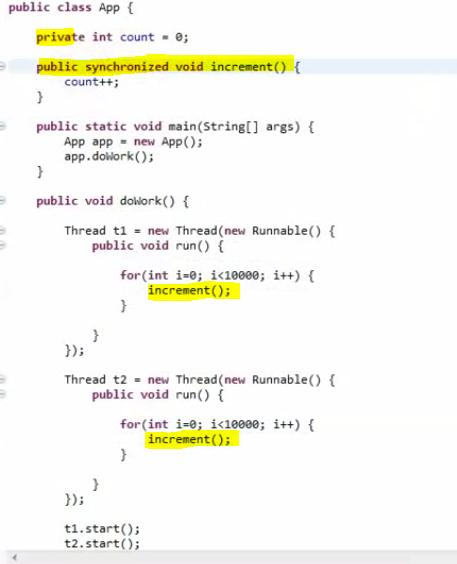 public class App {
private int count = 0;
public synchronized void increment() {
count++;
}
public static void main(String[] args) {
App app = new App();
app.doWork();
}
public void doWork() {
Thread t1 = new Thread(new Runnable() {
public void run() {
for(int i=0; i<10000; i++) {
increment();
}
}
});
Thread t2 = new Thread(new Runnable() {
public void run() {
for(int i=0; i<10000; i++) {
increment();
}
}
});
t1.start();
t2.start();